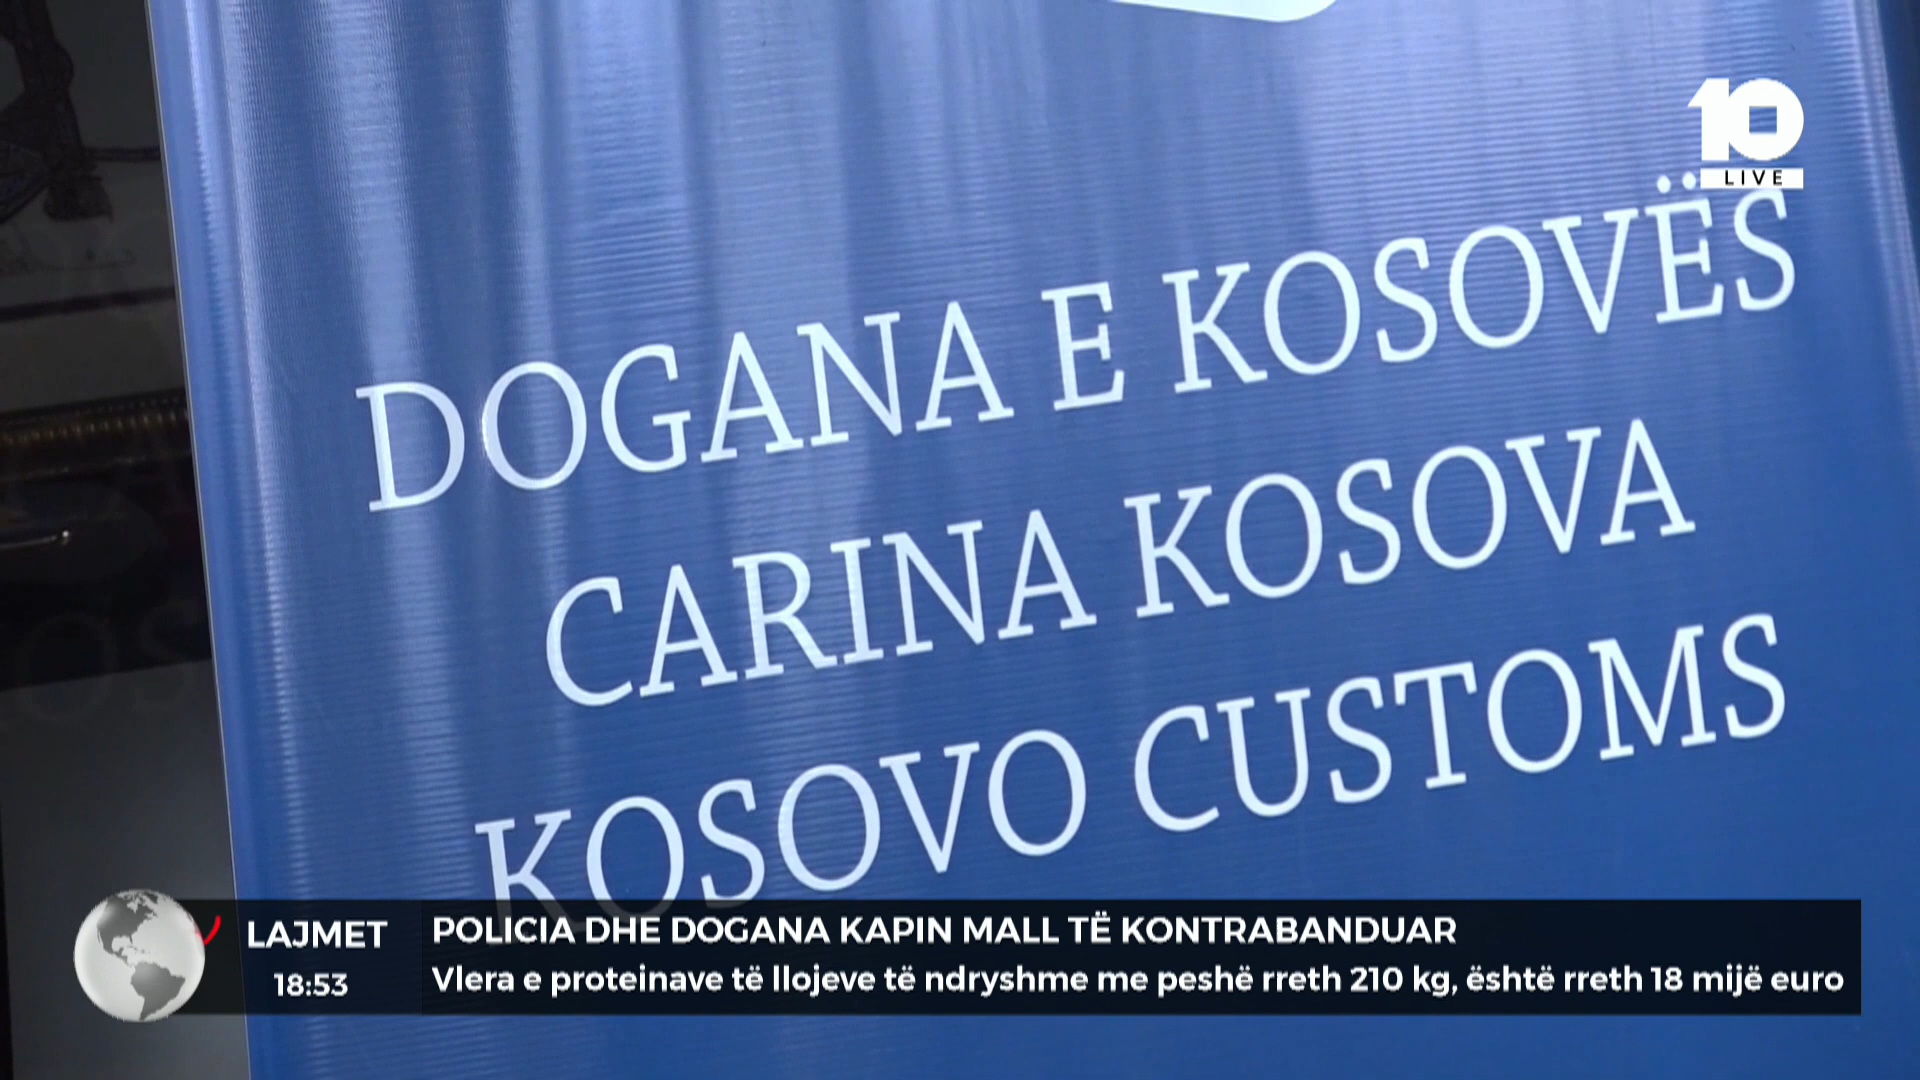 10
LIVE
DOGANA E KOSOVËS
CARINA KOSOVA
KOSOVO CUSTOMS
LAJMET
18:53
POLICIA DHE DOGANA KAPIN MALL TË KONTRABANDUAR
Vlera e proteinave të llojeve të ndryshme me peshë rreth 210 kg, është rreth 18 mijë euro